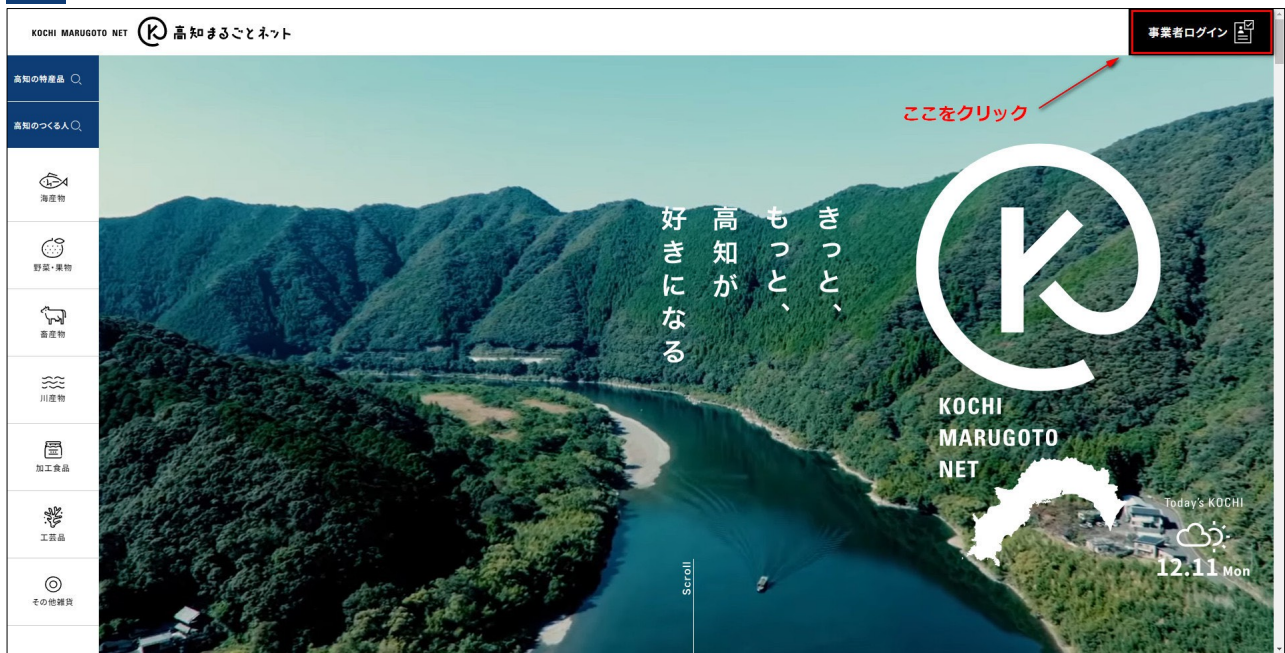 KOCHI MARUGOTO NET
高知まるごとネット
事業者ログイン
ここをクリック
高知の特産品
高知のつくる人
海産物
野菜・果物
畜産物
川産物
加工食品
工芸品
その他雑貨
きっと、
もっと、
高知が
好きになる
KOCHI
MARUGOTO
NET
Today's KOCHI
12.11 Mon
Scroll